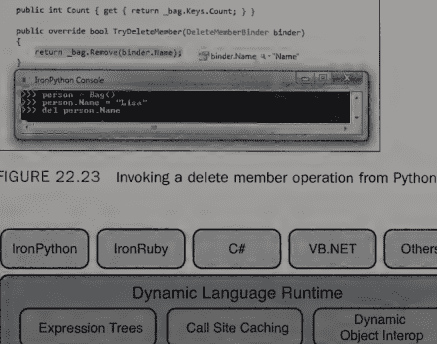 public int Count { get { return _bag.Keys.Count; } }
public override bool TryDeleteMember(DeleteMemberBinder binder)
{
return _bag.Remove(binder.Name);
binder.Name
"Name"
}
IronPython Console
>>> person = Bag()
>>> person.Name = "Lisa"
>>> del person.Name
FIGURE 22.23 Invoking a delete member operation from Python
IronPython
IronRuby
C#
VB.NET
Others
Dynamic Language Runtime
Expression Trees
Call Site Caching
Dynamic
Object Interop